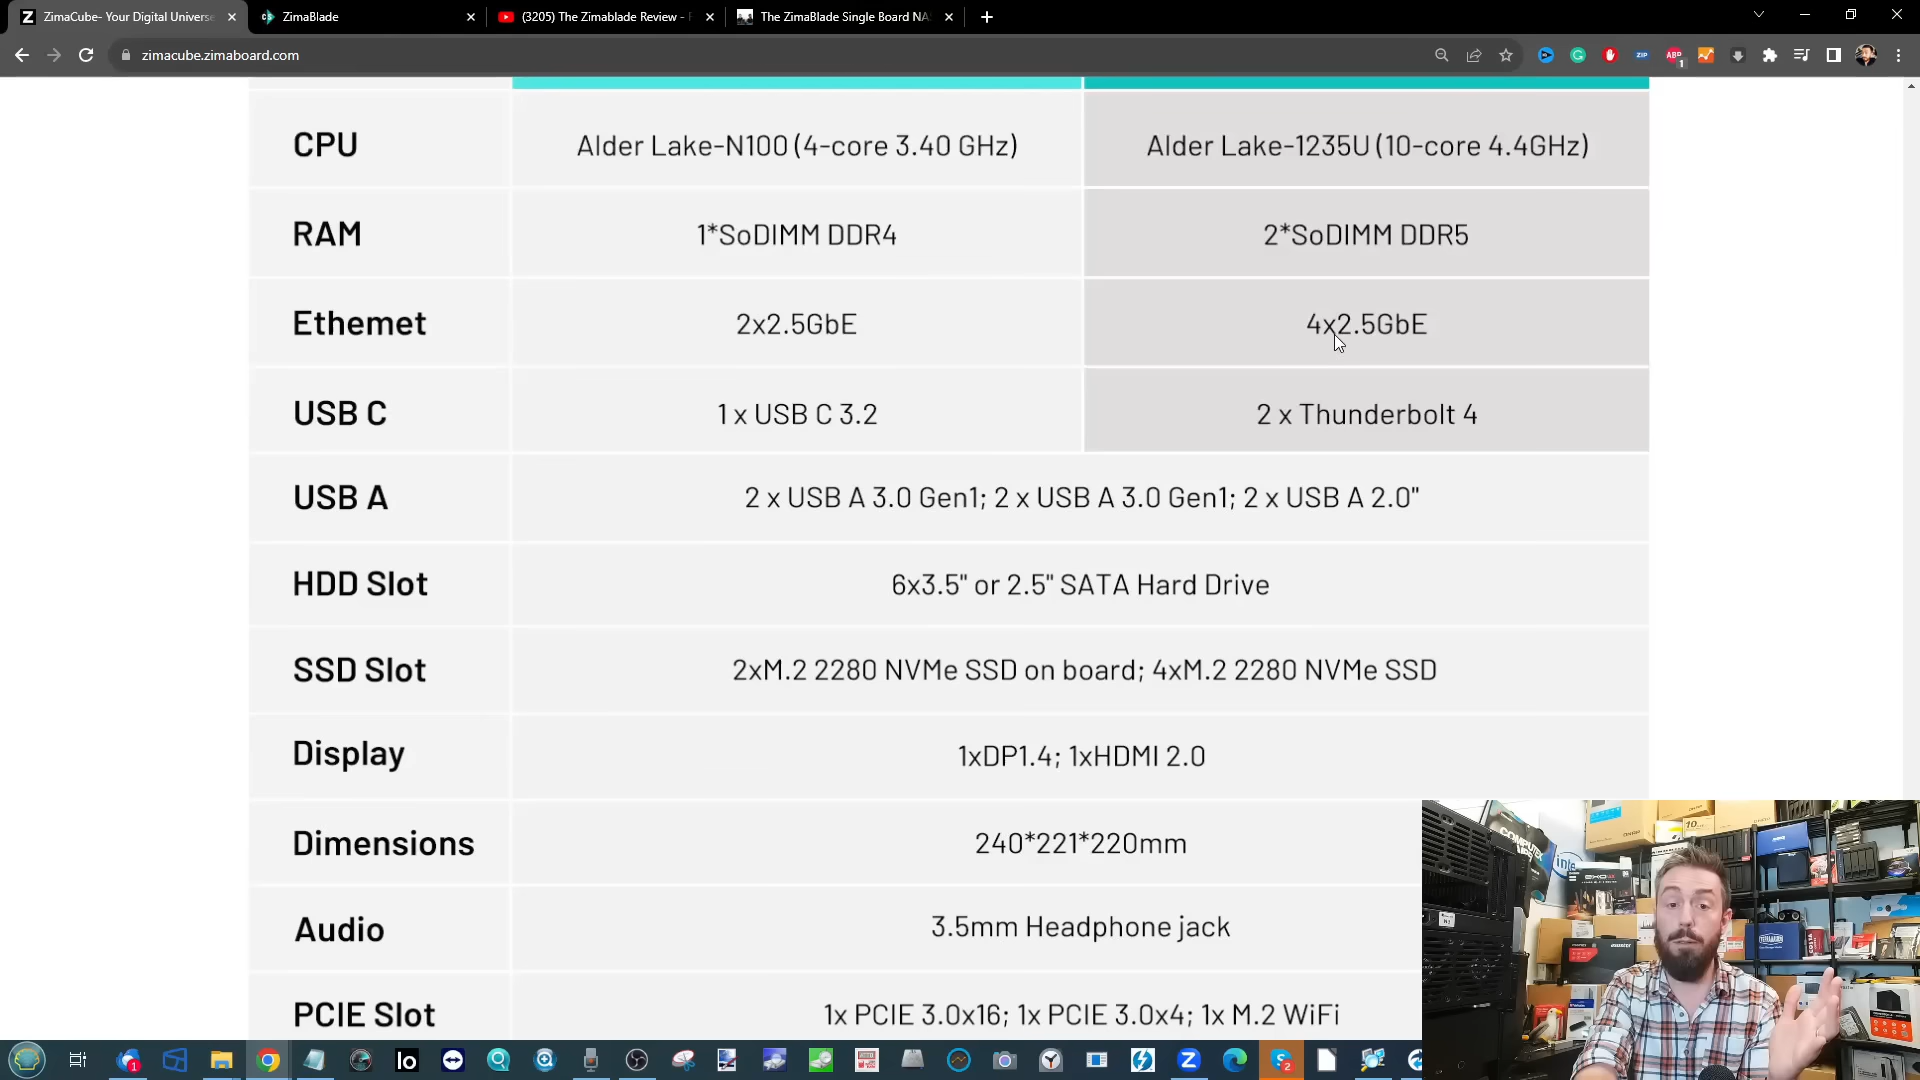 ZimaCube- Your Digital Universe
ZimaBlade
(3205) The Zimablade Review -
The ZimaBlade Single Board NA
zimacube.zimaboard.com
CPU
Alder Lake-N100 (4-core 3.40 GHz)
Alder Lake-1235U (10-core 4.4GHz)
RAM
1*SoDIMM DDR4
2*SoDIMM DDR5
Ethemet
2x2.5GbE
4x2.5GbE
USB C
1 x USB C 3.2
2 x Thunderbolt 4
USB A
2 x USB A 3.0 Gen1; 2 x USB A 3.0 Gen1; 2 x USB A 2.0"
HDD Slot
6x3.5" or 2.5" SATA Hard Drive
SSD Slot
2xM.2 2280 NVMe SSD on board; 4xM.2 2280 NVMe SSD
Display
1xDP1.4; 1xHDMI 2.0
Dimensions
240*221*220mm
Audio
3.5mm Headphone jack
PCIE Slot
1x PCIE 3.0x16; 1x PCIE 3.0x4; 1x M.2 WiFi
COMPUTEX
intel